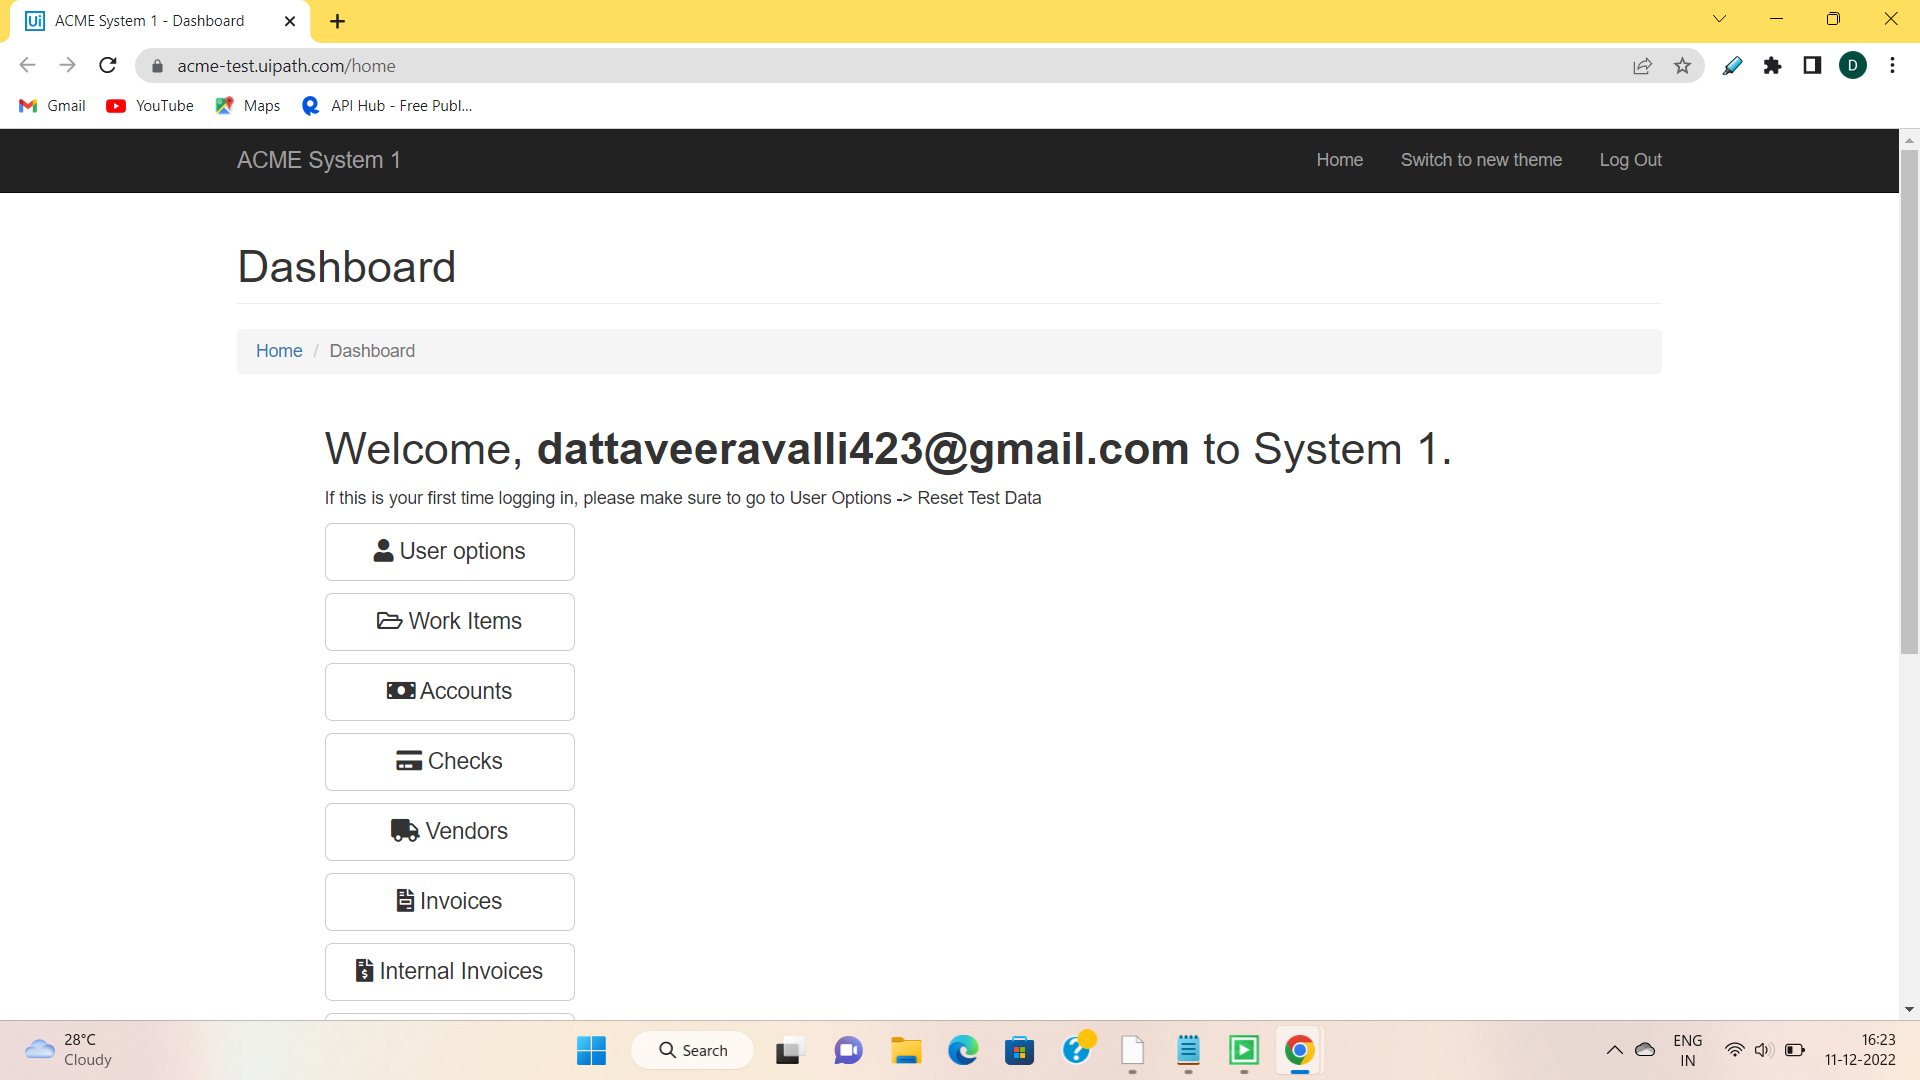 Ui ACME System 1 - Dashboard
acme-test.uipath.com/home
D
Gmail YouTube Maps API Hub - Free Publ...
ACME System 1 Home Switch to new theme Log Out
Dashboard
Home / Dashboard
Welcome, dattaveeravalli423@gmail.com to System 1.
If this is your first time logging in, please make sure to go to User Options -> Reset Test Data
User options
Work Items
Accounts
Checks
Vendors
Invoices
Internal Invoices
28°C
Cloudy
Search
ENG
IN
16:23
11-12-2022